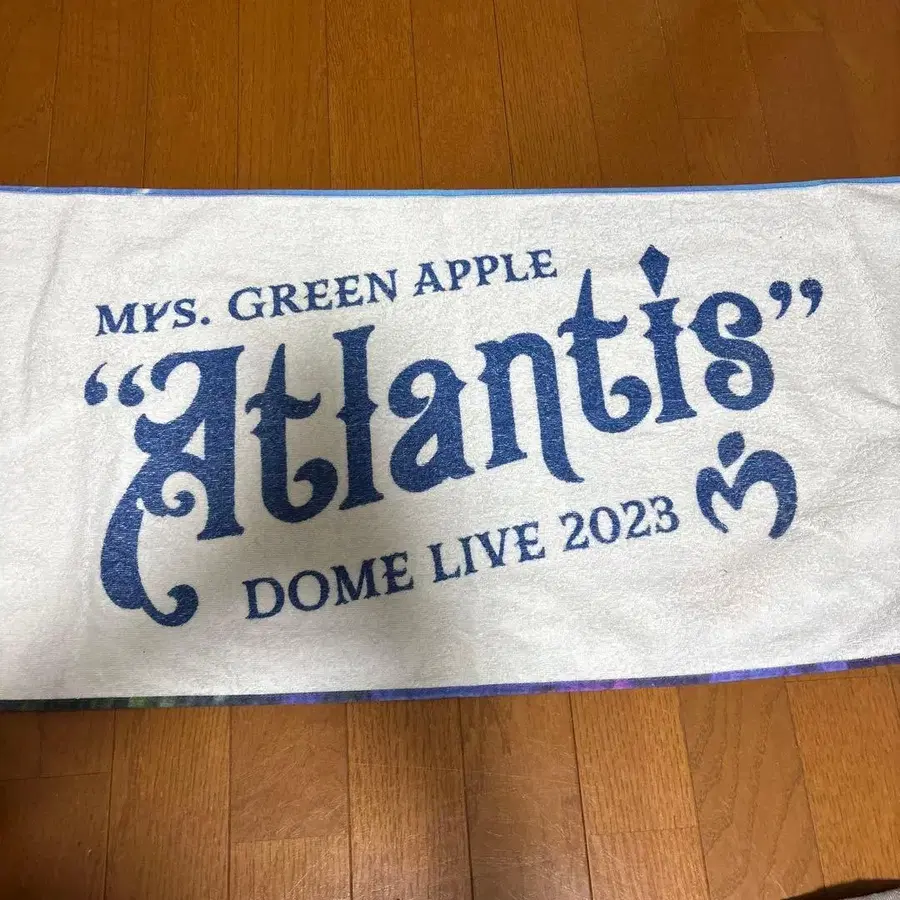 Mrs. GREEN APPLE
“Atlantis”
DOME LIVE 2023